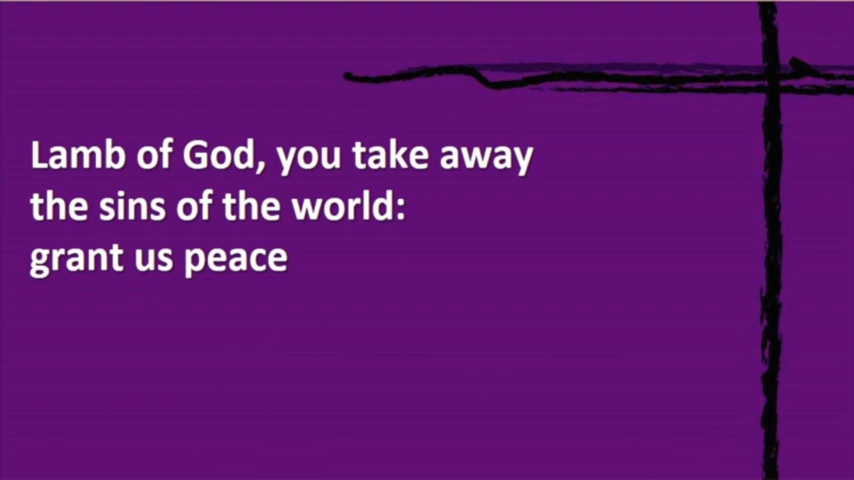 Lamb of God, you take away
the sins of the world:
grant us peace